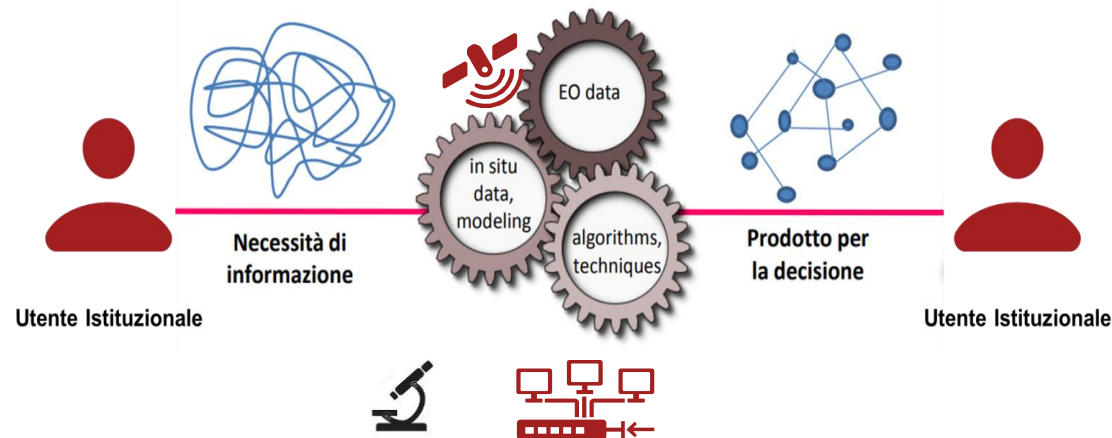 EO data
in situ
data,
modeling
algorithms,
techniques
Necessità di
informazione
Prodotto per
la decisione
Utente Istituzionale
Utente Istituzionale